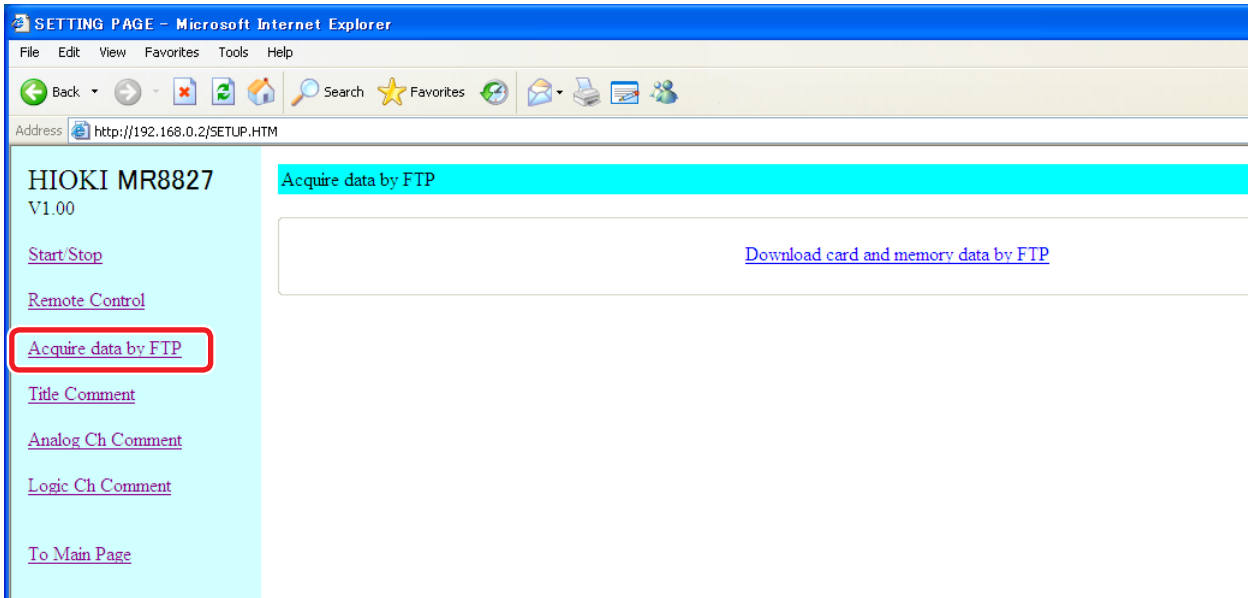 SETTING PAGE - Microsoft Internet Explorer
File Edit View Favorites Tools Help
Back Search Favorites
Address http://192.168.0.2/SETUP.HTM
HIOKI MR8827
V1.00
Start/Stop
Remote Control
Acquire data by FTP
Title Comment
Analog Ch Comment
Logic Ch Comment
To Main Page
Acquire data by FTP
Download card and memory data by FTP